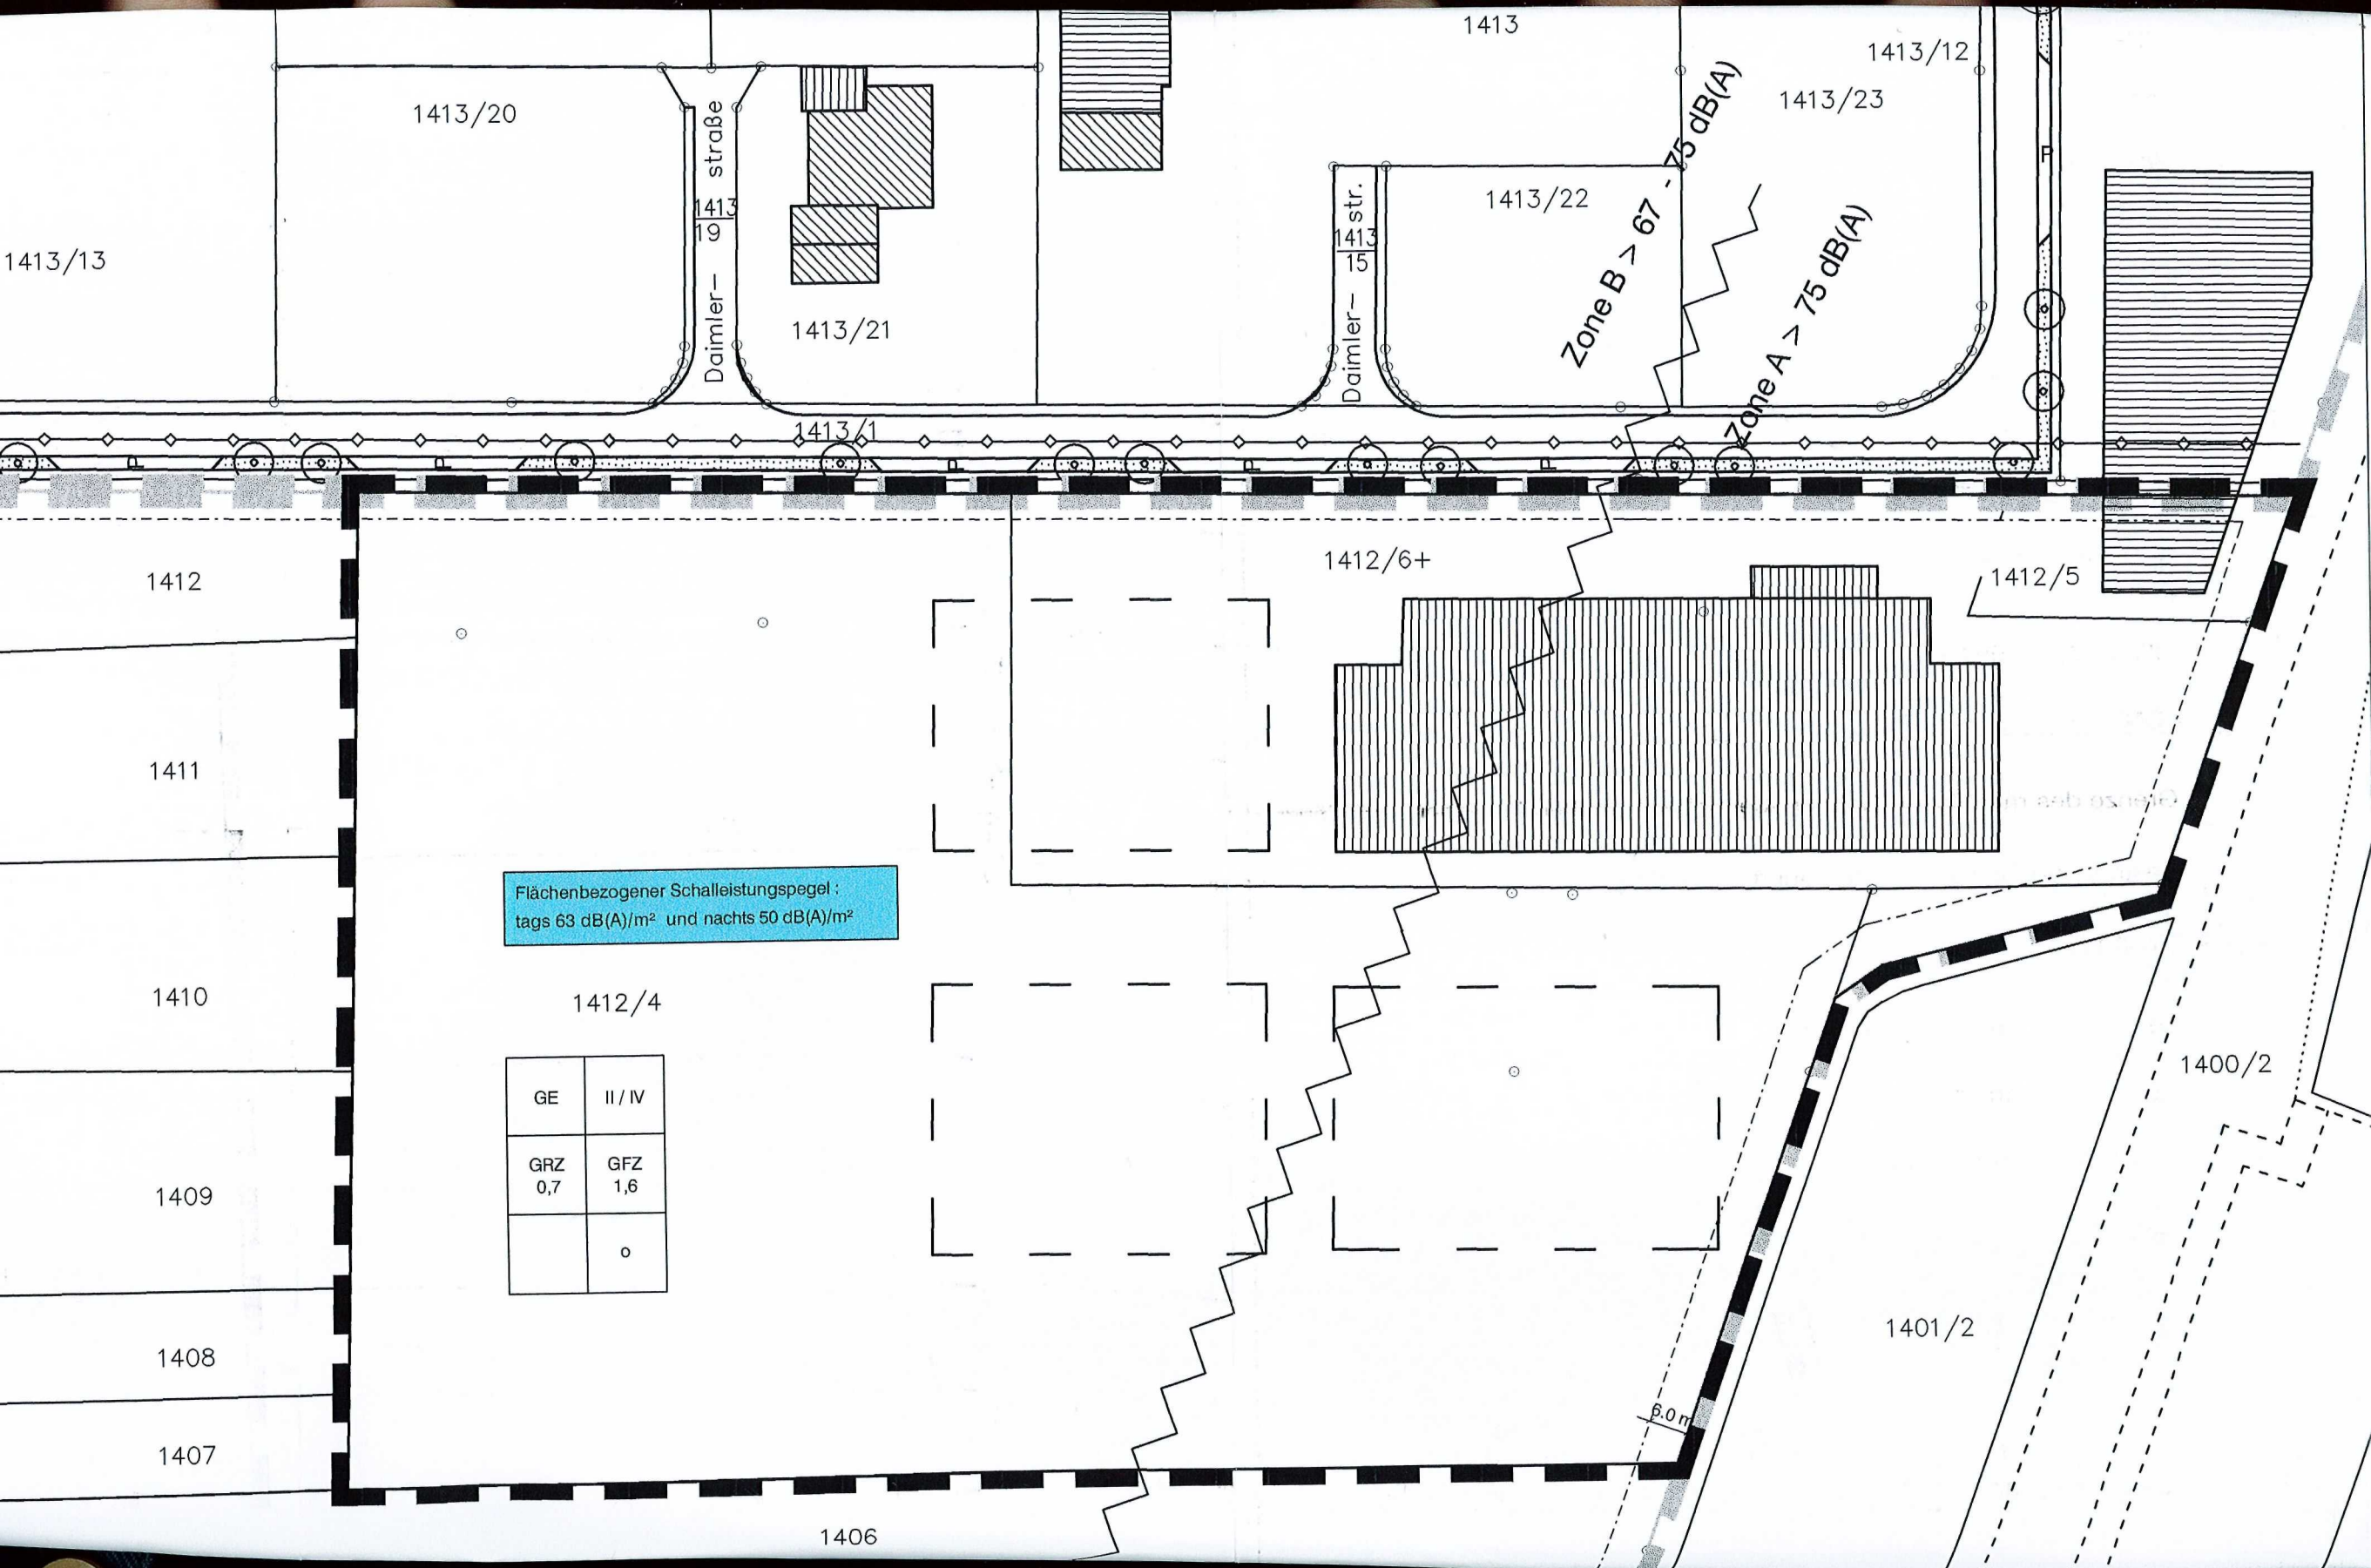 1413
1413/12
1413/20
1413/23
Zone B > 67 - 75 dB(A)
Daimler– straße
1413
19
P
1413/22
Daimler– str.
1413
15
1413/13
Zone A > 75 dB(A)
1413/21
1413/1
P
P
P
P
P
1412/6+
1412
1412/5
1411
Flächenbezogener Schalleistungspegel :
tags 63 dB(A)/m² und nachts 50 dB(A)/m²
1410
1412/4
1400/2
GE
II / IV
GRZ
0,7
GFZ
1,6
1409
o
1401/2
1408
6.0 m
1407
1406